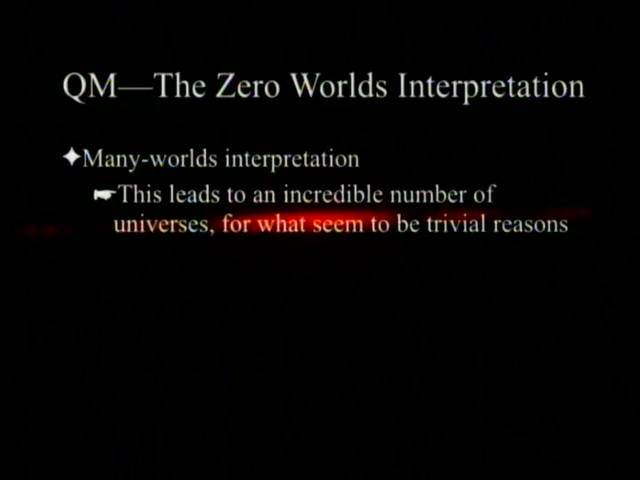 QM—The Zero Worlds Interpretation
Many-worlds interpretation
This leads to an incredible number of
universes, for what seem to be trivial reasons